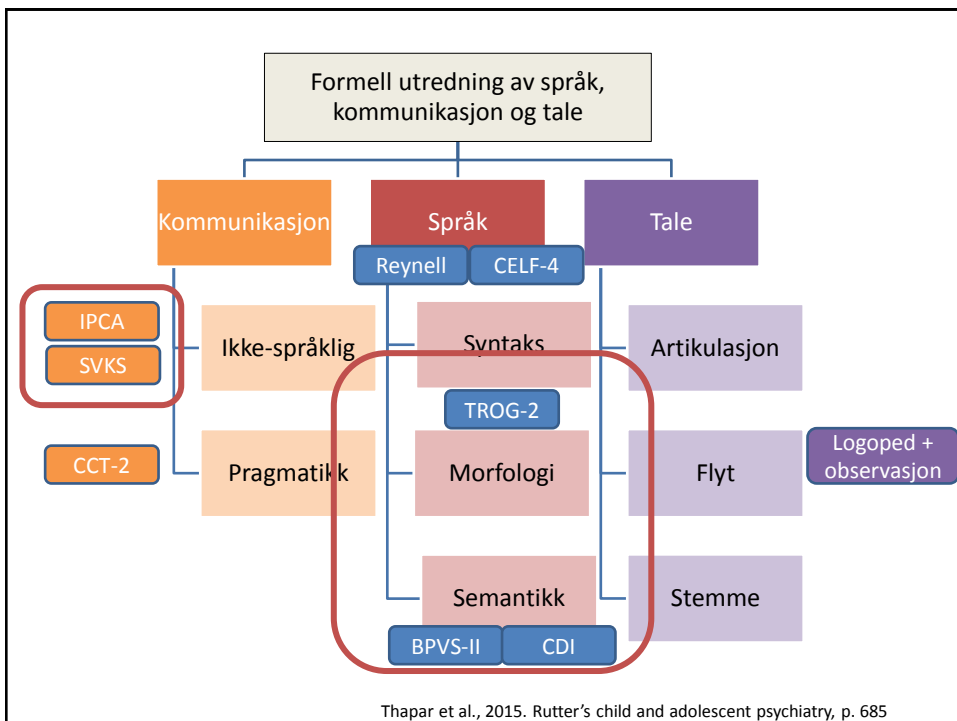 Formell utredning av språk,
kommunikasjon og tale
Kommunikasjon
Språk
Tale
Reynell
CELF-4
IPCA
SVKS
Ikke-språklig
Syntaks
Artikulasjon
TROG-2
CCT-2
Pragmatikk
Morfologi
Flyt
Logoped +
observasjon
Semantikk
Stemme
BPVS-II
CDI
Thapar et al., 2015. Rutter’s child and adolescent psychiatry, p. 685